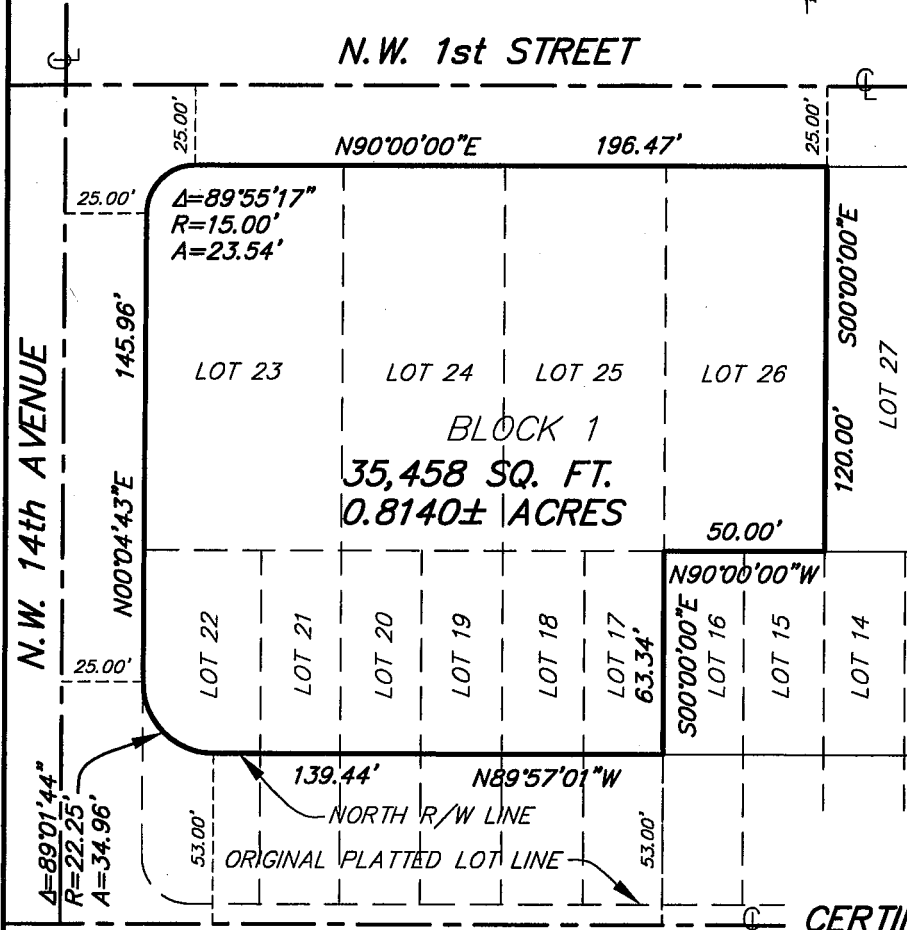 N.W. 1st STREET
25.00'
25.00'
N90°00'00"E 196.47'
25.00'
Δ=89°55'17"
R=15.00'
A=23.54'
S00°00'00"E
120.00'
145.96'
N00°04'43"E
N.W. 14th AVENUE
LOT 23
LOT 24
LOT 25
LOT 26
LOT 27
BLOCK 1
35,458 SQ. FT.
0.8140± ACRES
50.00'
N90°00'00"W
LOT 22
LOT 21
LOT 20
LOT 19
LOT 18
LOT 17
63.34'
S00°00'00"E
LOT 16
LOT 15
LOT 14
25.00'
139.44' N89°57'01"W
NORTH R/W LINE
Δ=89°01'44"
R=22.25'
A=34.96'
53.00'
53.00'
ORIGINAL PLATTED LOT LINE